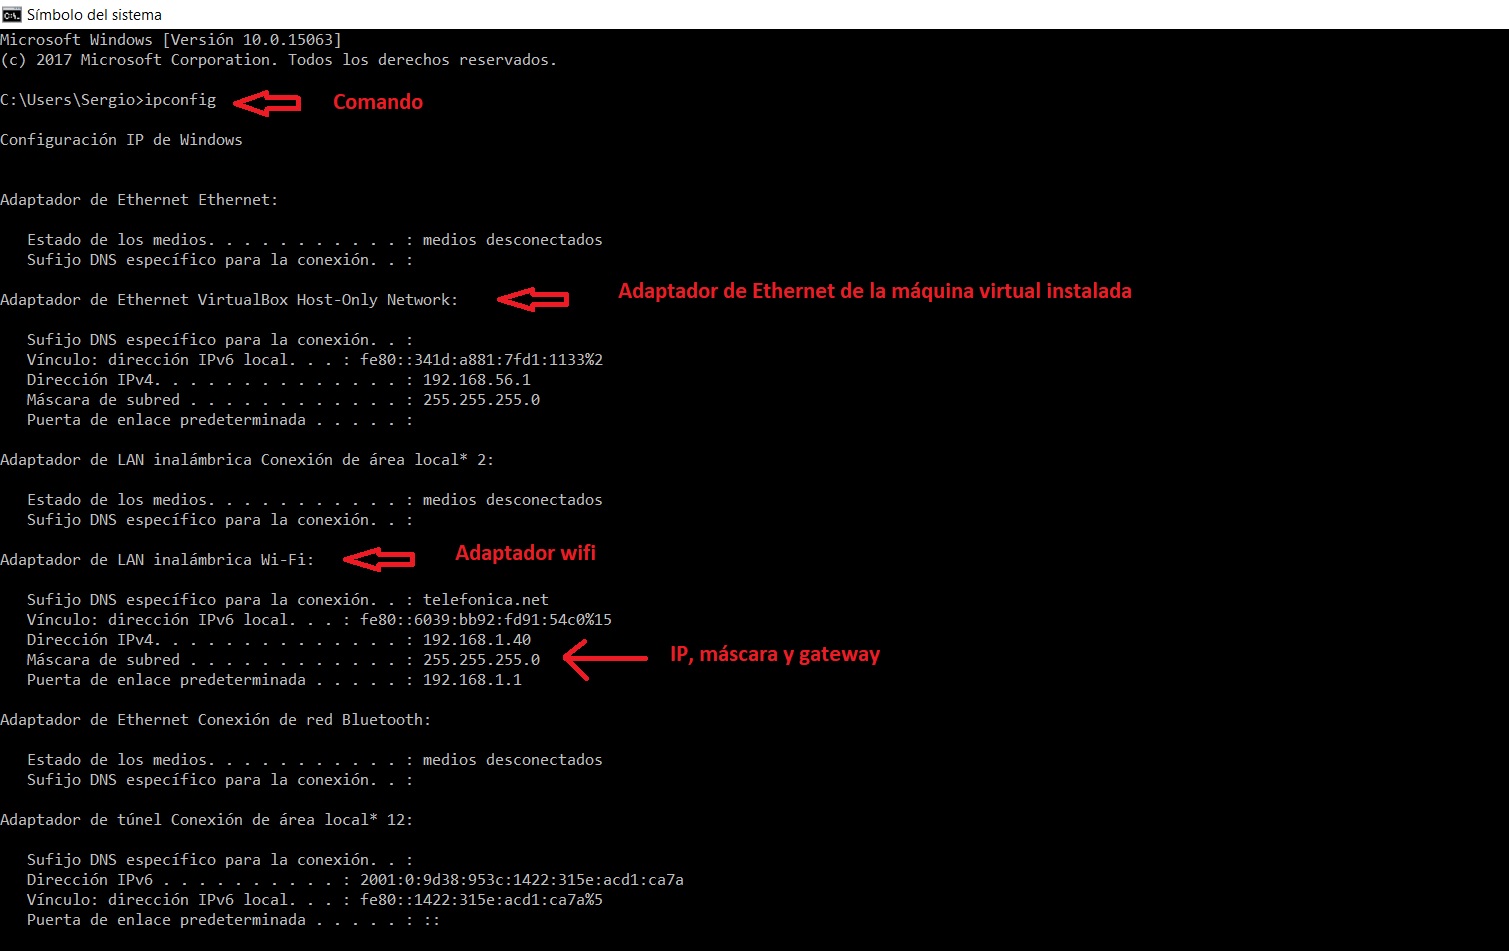 Símbolo del sistema
Microsoft Windows [Versión 10.0.15063]
(c) 2017 Microsoft Corporation. Todos los derechos reservados.
C:\Users\Sergio>ipconfig
Comando
Configuración IP de Windows
Adaptador de Ethernet Ethernet:
Estado de los medios. . . . . . . . . . . : medios desconectados
Sufijo DNS específico para la conexión. . :
Adaptador de Ethernet VirtualBox Host-Only Network:
Adaptador de Ethernet de la máquina virtual instalada
Sufijo DNS específico para la conexión. . :
Vínculo: dirección IPv6 local. . . : fe80::341d:a881:7fd1:1133%2
Dirección IPv4. . . . . . . . . . . . . . : 192.168.56.1
Máscara de subred . . . . . . . . . . . . : 255.255.255.0
Puerta de enlace predeterminada . . . . . :
Adaptador de LAN inalámbrica Conexión de área local* 2:
Estado de los medios. . . . . . . . . . . : medios desconectados
Sufijo DNS específico para la conexión. . :
Adaptador de LAN inalámbrica Wi-Fi:
Adaptador wifi
Sufijo DNS específico para la conexión. . : telefonica.net
Vínculo: dirección IPv6 local. . . : fe80::6039:bb92:fd91:54c0%15
Dirección IPv4. . . . . . . . . . . . . . : 192.168.1.40
Máscara de subred . . . . . . . . . . . . : 255.255.255.0
IP, máscara y gateway
Puerta de enlace predeterminada . . . . . : 192.168.1.1
Adaptador de Ethernet Conexión de red Bluetooth:
Estado de los medios. . . . . . . . . . . : medios desconectados
Sufijo DNS específico para la conexión. . :
Adaptador de túnel Conexión de área local* 12:
Sufijo DNS específico para la conexión. . :
Dirección IPv6 . . . . . . . . . . : 2001:0:9d38:953c:1422:315e:acd1:ca7a
Vínculo: dirección IPv6 local. . . : fe80::1422:315e:acd1:ca7a%5
Puerta de enlace predeterminada . . . . . : ::